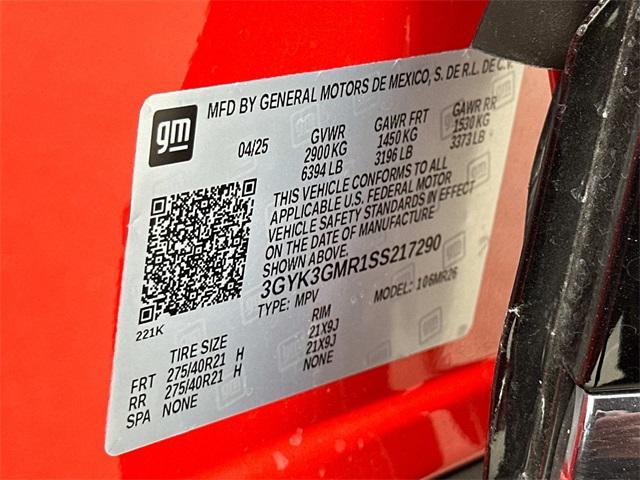 gm
MFD BY GENERAL MOTORS DE MEXICO, S. DE R.L. DE C.V.
04/25 GVWR GAWR FRT GAWR RR
2900 KG 1450 KG 1530 KG
6394 LB 3196 LB 3373 LB
THIS VEHICLE CONFORMS TO ALL
APPLICABLE U.S. FEDERAL MOTOR
VEHICLE SAFETY STANDARDS IN EFFECT
ON THE DATE OF MANUFACTURE
SHOWN ABOVE.
3GYK3GMR1SS217290
TYPE: MPV MODEL: 106MR26
221K
TIRE SIZE RIM
FRT 275/40R21 H 21X9J
RR 275/40R21 H 21X9J
SPA NONE NONE